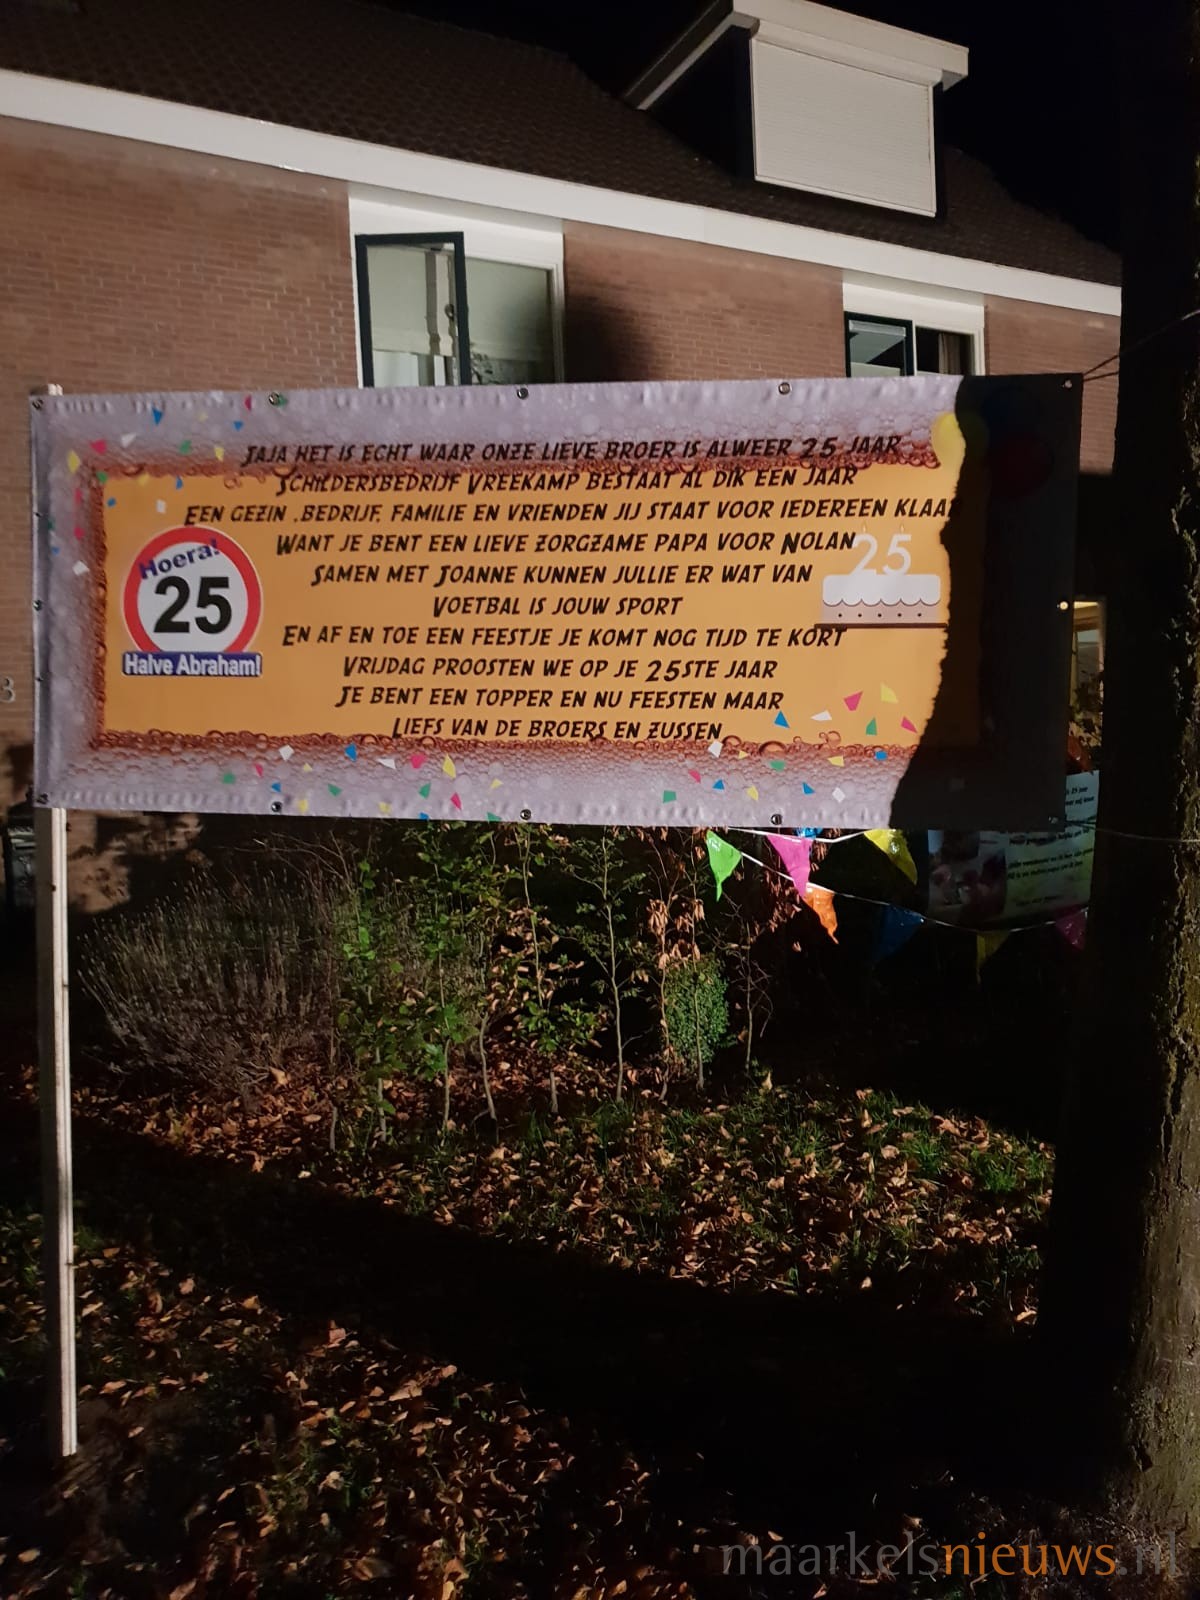 JAJA HET IS ECHT WAAR ONZE LIEVE BROER IS ALWEER 25 JAAR
SCHILDERSBEDRIJF VREEKAMP BESTAAT AL DIK EEN JAAR
EEN GEZIN .BEDRIJF, FAMILIE EN VRIENDEN JIJ STAAT VOOR IEDEREEN KLAAR
WANT JE BENT EEN LIEVE ZORGZAME PAPA VOOR NOLAN
SAMEN MET JOANNE KUNNEN JULLIE ER WAT VAN
VOETBAL IS JOUW SPORT
EN AF EN TOE EEN FEESTJE JE KOMT NOG TIJD TE KORT
VRIJDAG PROOSTEN WE OP JE 25STE JAAR
JE BENT EEN TOPPER EN NU FEESTEN MAAR
LIEFS VAN DE BROERS EN ZUSSEN
Hoera!
25
Halve Abraham!
25
3
maarkelsnieuws.nl